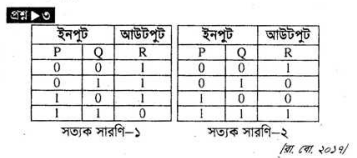 প্রশ্ন ▶ ৩
ইনপুট আউটপুট ইনপুট আউটপুট
P Q R P Q R
0 0 1 0 0 1
0 1 1 0 1 0
1 0 1 1 0 0
1 1 0 1 1 1
সত্যক সারণি-১ সত্যক সারণি-২
/রা. বো. ২০১৭/